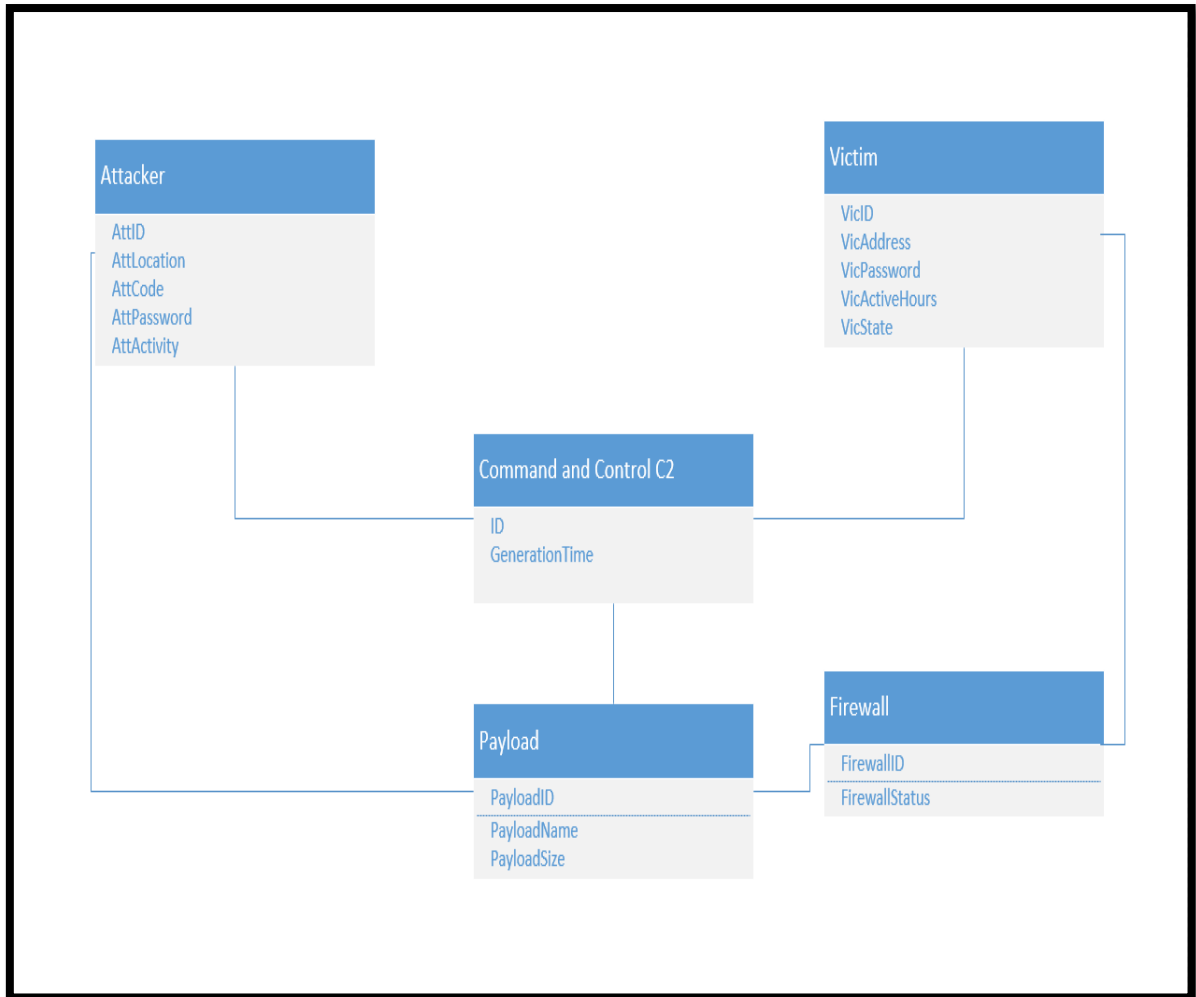 Attacker
AttID
AttLocation
AttCode
AttPassword
AttActivity
Victim
VicID
VicAddress
VicPassword
VicActiveHours
VicState
Command and Control C2
ID
GenerationTime
Payload
PayloadID
PayloadName
PayloadSize
Firewall
FirewallID
FirewallStatus